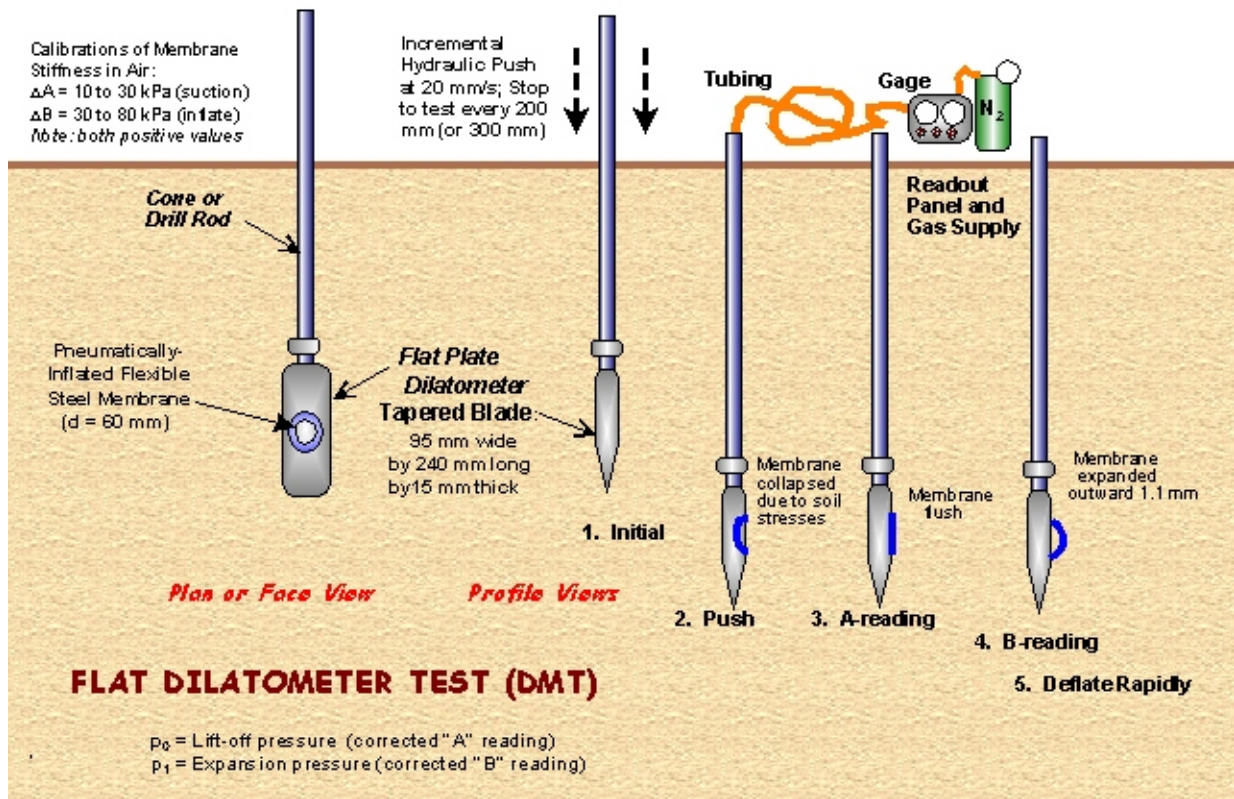 Calibrations of Membrane
Stiffness in Air:
ΔA = 10 to 30 kPa (suction)
ΔB = 30 to 80 kPa (inflate)
Note: both positive values
Incremental
Hydraulic Push
at 20 mm/s; Stop
to test every 200
mm (or 300 mm)
Tubing
Gage
N2
Readout
Panel and
Gas Supply
Cone or
Drill Rod
Pneumatically-
Inflated Flexible
Steel Membrane
(d = 60 mm)
Flat Plate
Dilatometer
Tapered Blade:
95 mm wide
by 240 mm long
by 15 mm thick
1. Initial
Membrane
collapsed
due to soil
stresses
Membrane
flush
Membrane
expanded
outward 1.1 mm
Plan or Face View
Profile Views
2. Push
3. A-reading
4. B-reading
5. Deflate Rapidly
FLAT DILATOMETER TEST (DMT)
p0 = Lift-off pressure (corrected "A" reading)
p1 = Expansion pressure (corrected "B" reading)